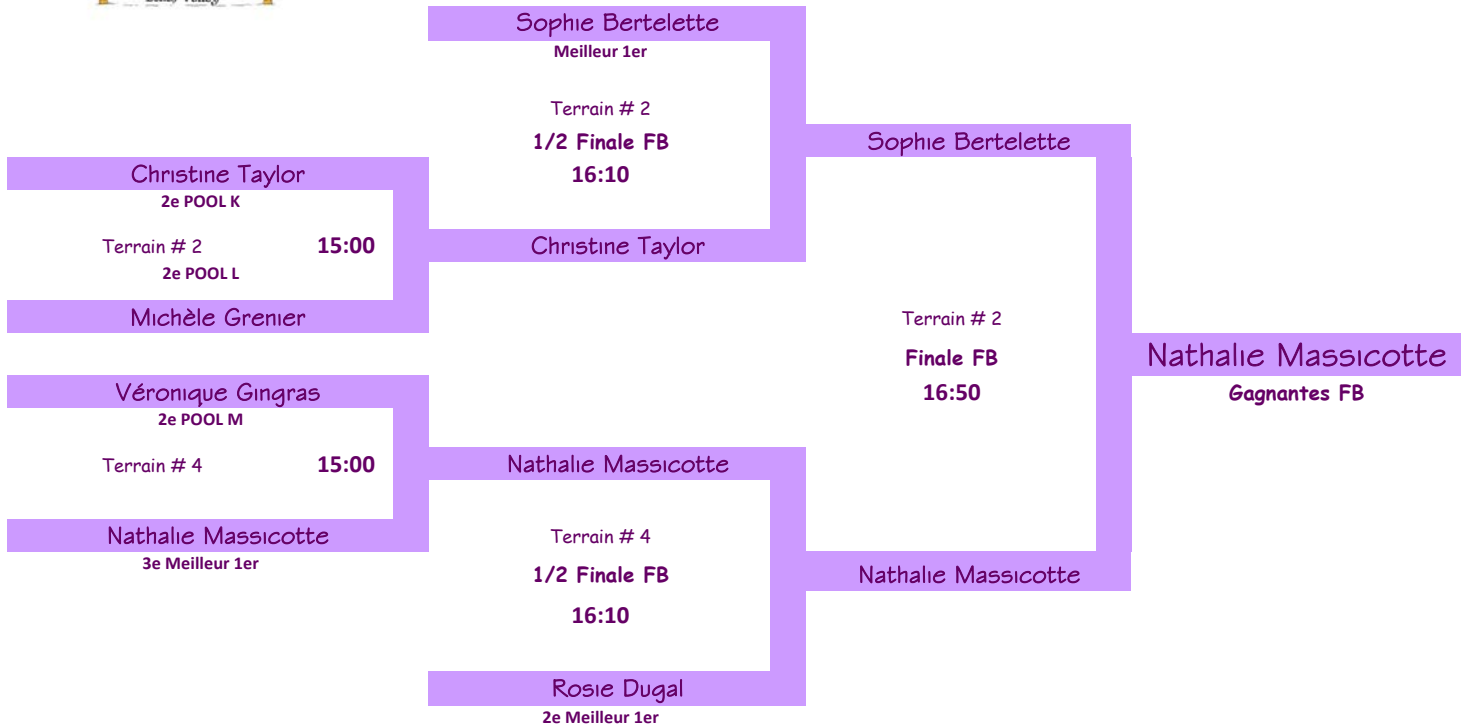 Sophie Bertelette
Meilleur 1er
Terrain # 2
1/2 Finale FB
16:10
Christine Taylor
2e POOL K
Terrain # 2 15:00
2e POOL L
Michèle Grenier
Christine Taylor
Sophie Bertelette
Terrain # 2
Finale FB
16:50
Nathalie Massicotte
Gagnantes FB
Véronique Gingras
2e POOL M
Terrain # 4 15:00
Nathalie Massicotte
3e Meilleur 1er
Nathalie Massicotte
Terrain # 4
1/2 Finale FB
16:10
Rosie Dugal
2e Meilleur 1er
Nathalie Massicotte